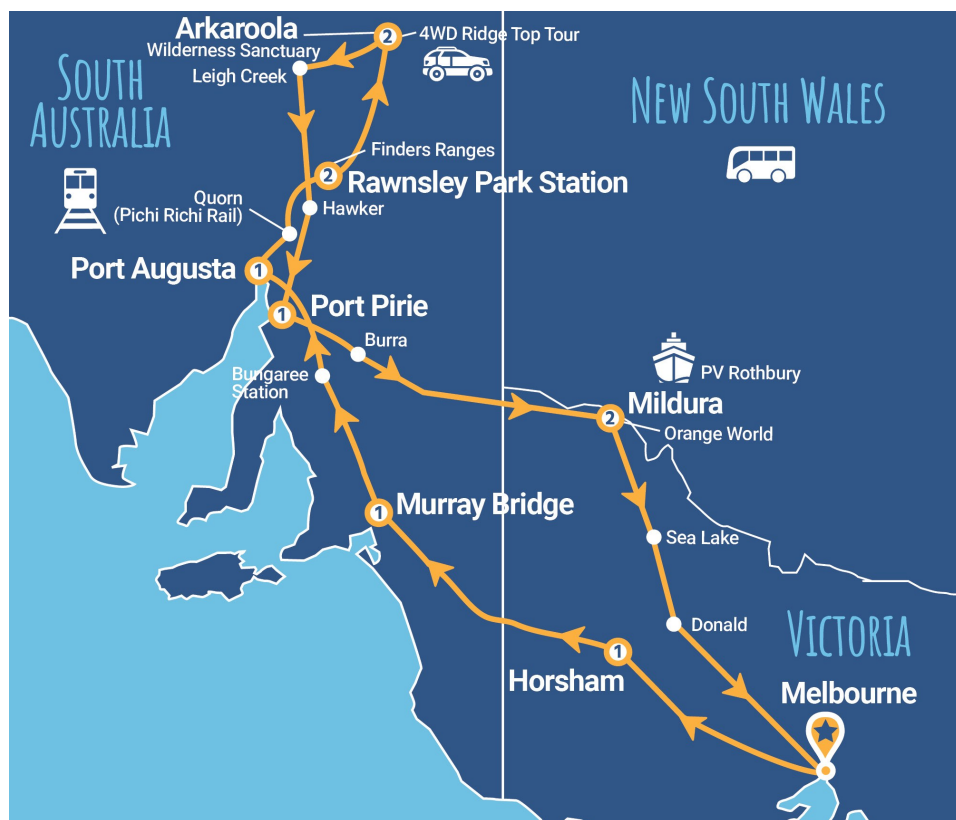 Arkaroola
Wilderness Sanctuary
2
4WD Ridge Top Tour
Leigh Creek
SOUTH
AUSTRALIA
NEW SOUTH WALES
Finders Ranges
2
Rawnsley Park Station
Quorn
(Pichi Richi Rail)
Hawker
Port Augusta
1
1
Port Pirie
Burra
Bungaree
Station
PV Rothbury
Mildura
2
Orange World
1
Murray Bridge
Sea Lake
Donald
VICTORIA
1
Horsham
Melbourne